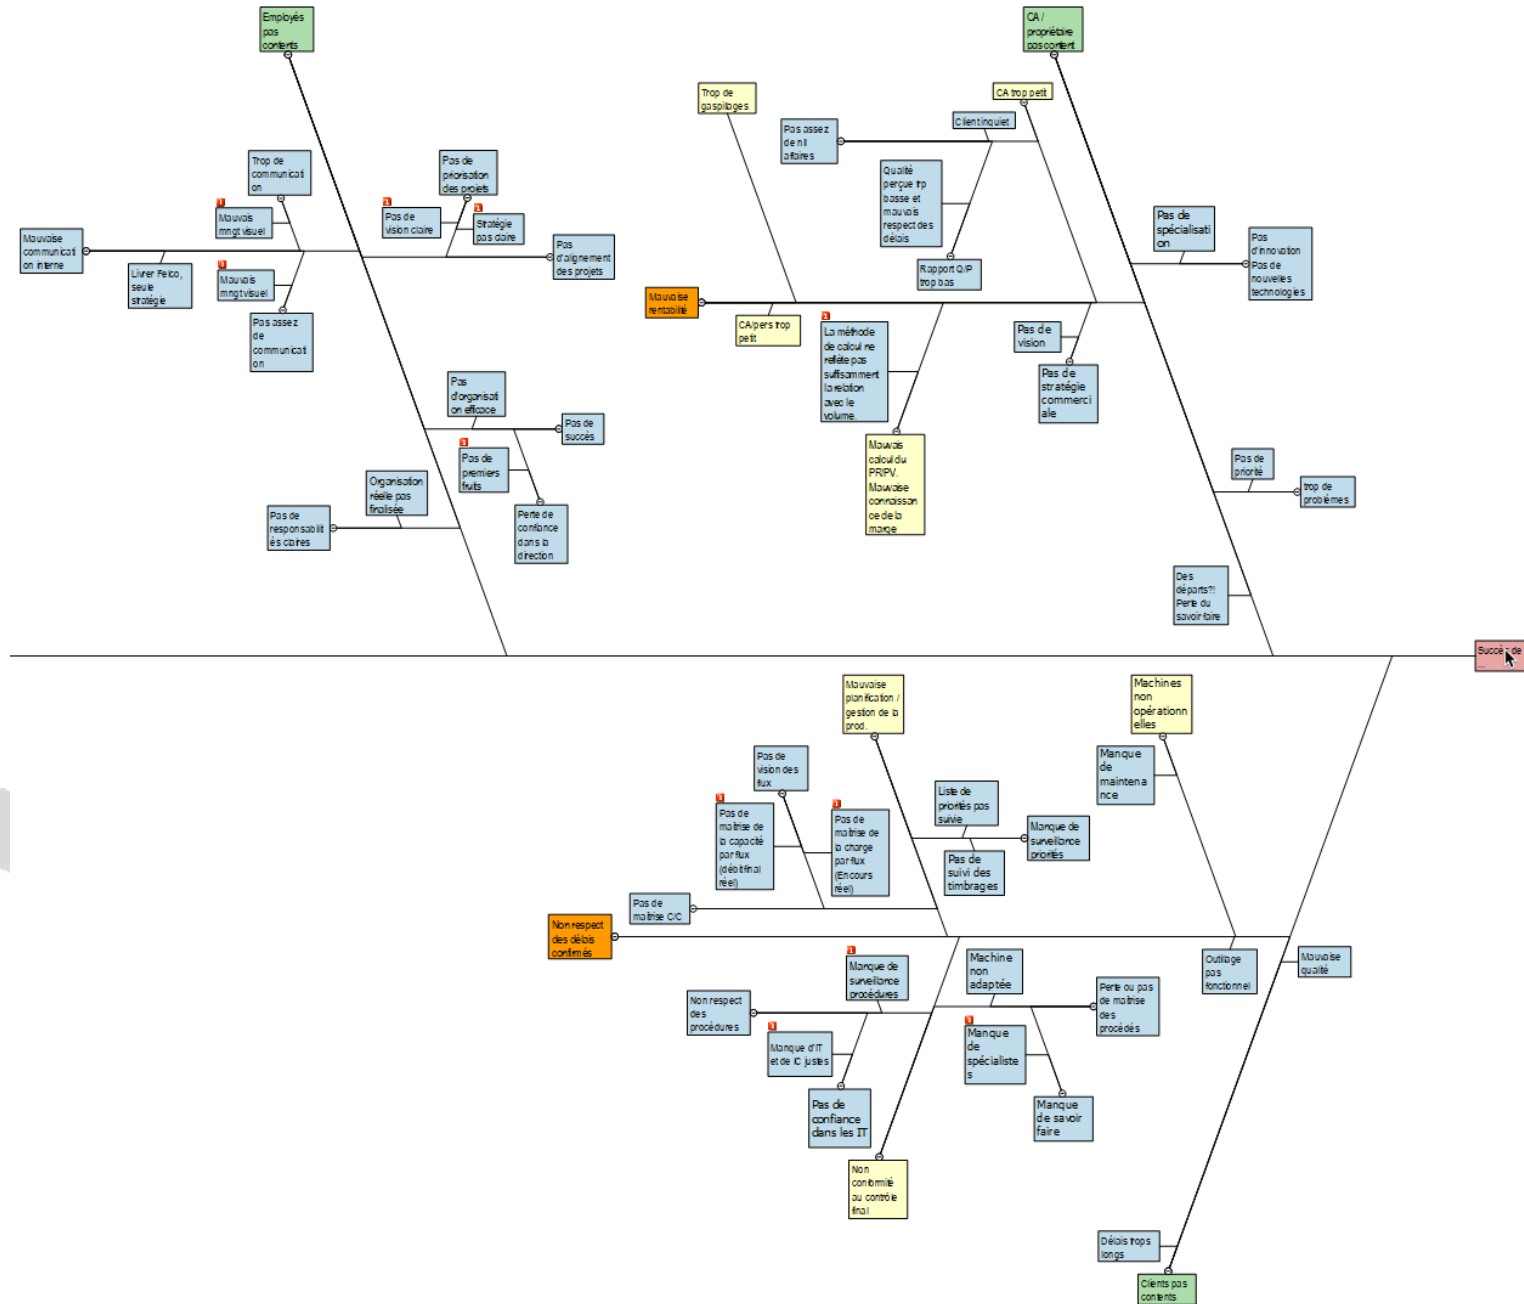 Employés
pas
contents
CA /
propriétaire
pas content
Trop de
gaspilages
CA trop petit
Client inquiet
Pas assez
de nll
affaires
Qualité
perçue trp
basse et
mauvais
respect des
délais
Rapport Q/P
trop bas
Trop de
communicati
on
Mauvais
mngt visuel
Pas de
priorisation
des projets
Pas de
vision claire
Stratégie
pas claire
Mauvaise
communicati
on interne
Livrer Felco,
seule
stratégie
Mauvais
mngt visuel
Pas assez
de
communicati
on
Pas
d'alignement
des projets
Pas de
spécialisati
on
Pas
d'innovation
Pas de
nouvelles
technologies
Mauvaise
rentabilité
CA/pers trop
petit
La méthode
de calcul ne
reflète pas
suffisamment
la relation
avec le
volume.
Pas de
vision
Pas de
stratégie
commerci
ale
Mauvais
calcul du
PR/PV.
Mauvaise
connaissan
ce de la
marge
Pas
d'organisati
on efficace
Pas de
succès
Pas de
premiers
fruits
Organisation
réelle pas
finalisée
Pas de
responsabilit
és claires
Perte de
confiance
dans la
direction
Pas de
priorité
trop de
problèmes
Des
départs?!
Perte du
savoir faire
Succès de
...
Mauvaise
planification /
gestion de la
prod.
Machines
non
opérationn
elles
Manque
de
maintena
nce
Pas de
vision des
flux
Pas de
maitrise de
la capacité
par flux
(débit final
réel)
Pas de
maitrise de
la charge
par flux
(Encours
réel)
Liste de
priorités pas
suivie
Manque de
surveillance
priorités
Pas de
suivi des
timbrages
Pas de
maitrise C/C
Non respect
des délais
confirmés
Manque de
surveillance
procédures
Machine
non
adaptée
Outillage
pas
fonctionnel
Mauvaise
qualité
Non respect
des
procédures
Manque d'IT
et de IC justes
Perte ou pas
de maitrise
des
procédés
Manque
de
spécialiste
s
Pas de
confiance
dans les IT
Manque
de savoir
faire
Non
conformité
au contrôle
final
Délais trops
longs
Clients pas
contents